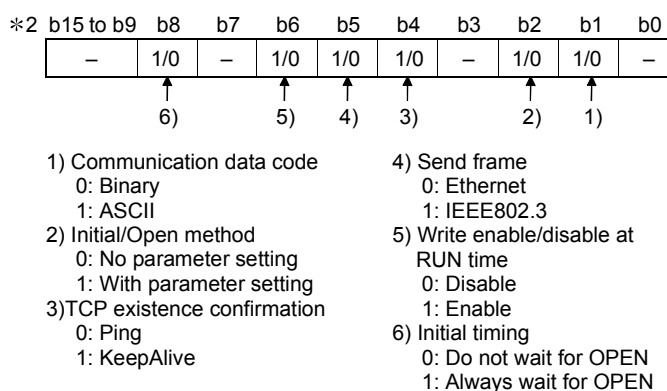 *2 b15 to b9 b8 b7 b6 b5 b4 b3 b2 b1 b0
– 1/0 – 1/0 1/0 1/0 – 1/0 1/0 –
6) 5) 4) 3) 2) 1)
1) Communication data code
0: Binary
1: ASCII
2) Initial/Open method
0: No parameter setting
1: With parameter setting
3)TCP existence confirmation
0: Ping
1: KeepAlive
4) Send frame
0: Ethernet
1: IEEE802.3
5) Write enable/disable at
RUN time
0: Disable
1: Enable
6) Initial timing
0: Do not wait for OPEN
1: Always wait for OPEN